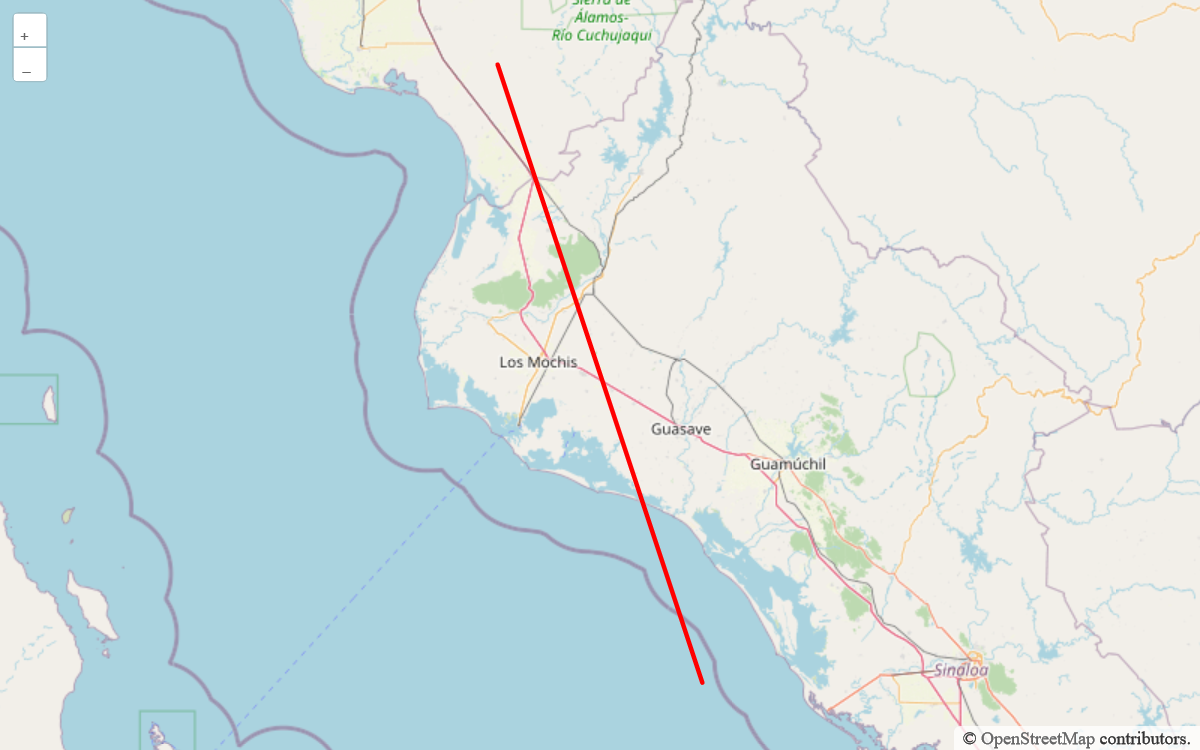 Sierra de
Álamos-
Río Cuchujaqui
+
–
Los Mochis
Guasave
Guamúchil
Sinaloa
© OpenStreetMap contributors.